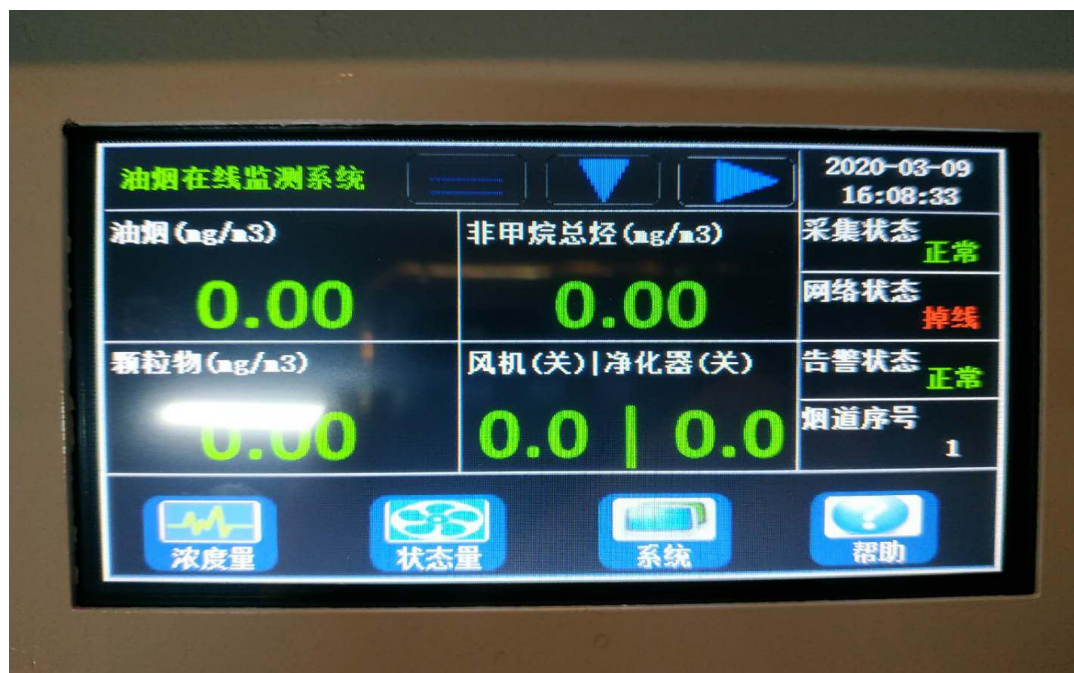 油烟在线监测系统
2020-03-09
16:08:33
油烟(mg/m3)
0.00
非甲烷总烃(mg/m3)
0.00
采集状态
正常
网络状态
掉线
颗粒物(mg/m3)
0.00
风机(关)|净化器(关)
0.0 | 0.0
告警状态
正常
烟道序号
1
浓度量
状态量
系统
帮助